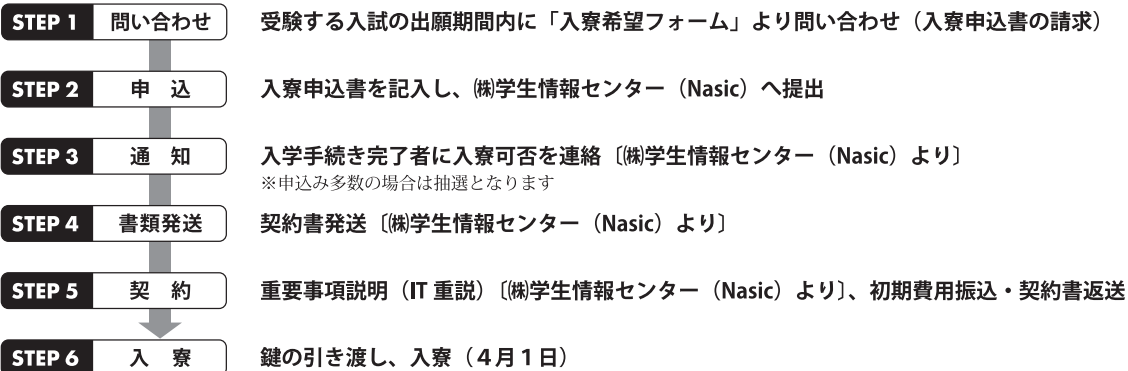 STEP 1 問い合わせ 受験する入試の出願期間内に「入寮希望フォーム」より問い合わせ（入寮申込書の請求）
STEP 2 申　込 入寮申込書を記入し、㈱学生情報センター（Nasic）へ提出
STEP 3 通　知 入学手続き完了者に入寮可否を連絡〔㈱学生情報センター（Nasic）より〕
※申込み多数の場合は抽選となります
STEP 4 書類発送 契約書発送〔㈱学生情報センター（Nasic）より〕
STEP 5 契　約 重要事項説明（IT 重説）〔㈱学生情報センター（Nasic）より〕、初期費用振込・契約書返送
STEP 6 入　寮 鍵の引き渡し、入寮（４月１日）